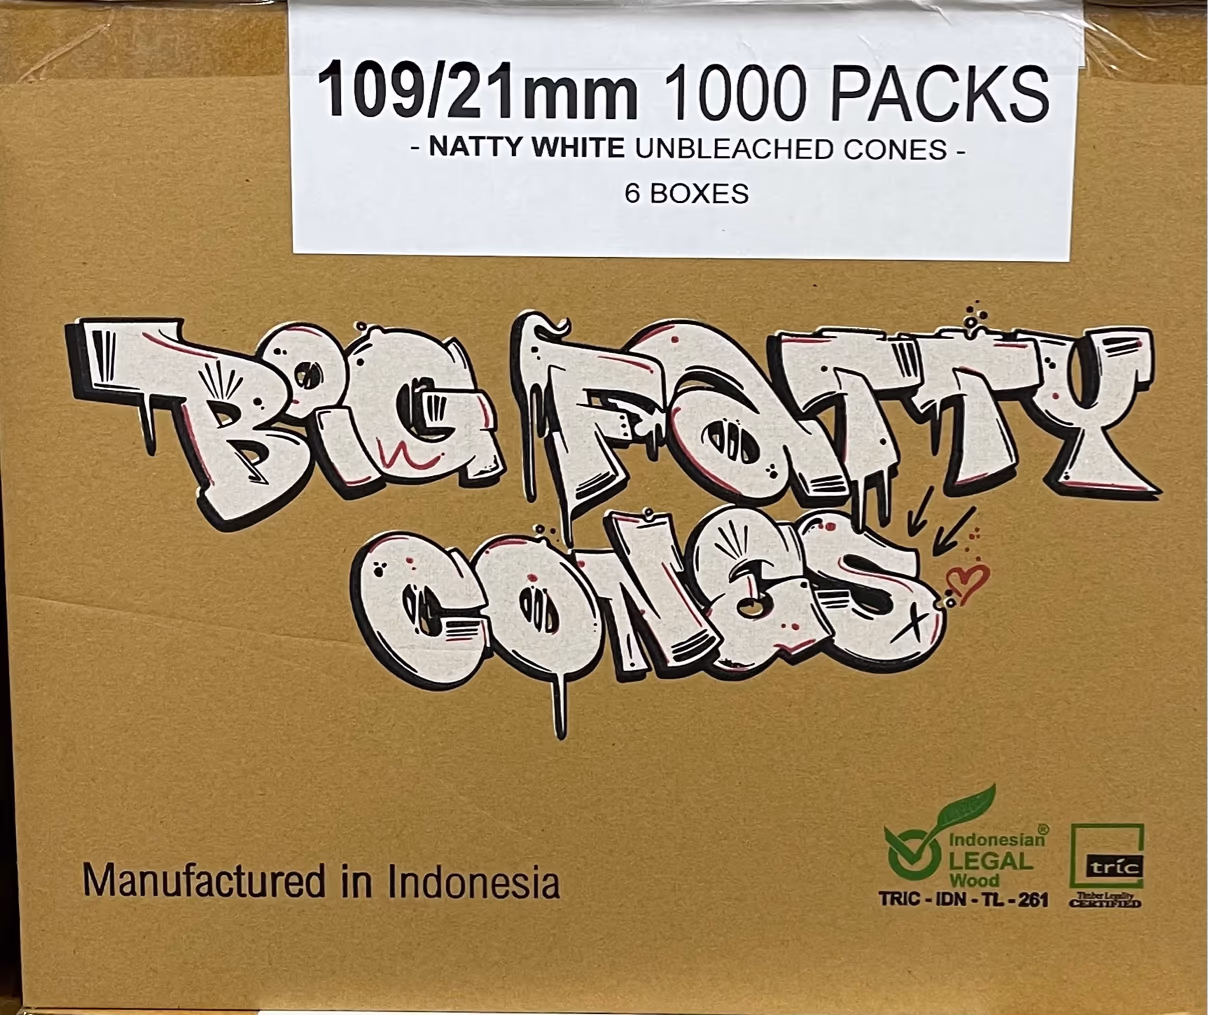 109/21mm 1000 PACKS
- NATTY WHITE UNBLEACHED CONES -
6 BOXES
BiG FaTTY
CONES
Manufactured in Indonesia
Indonesian®
LEGAL
Wood
TRIC - IDN - TL - 261
tric
Timber Legality
CERTIFIED